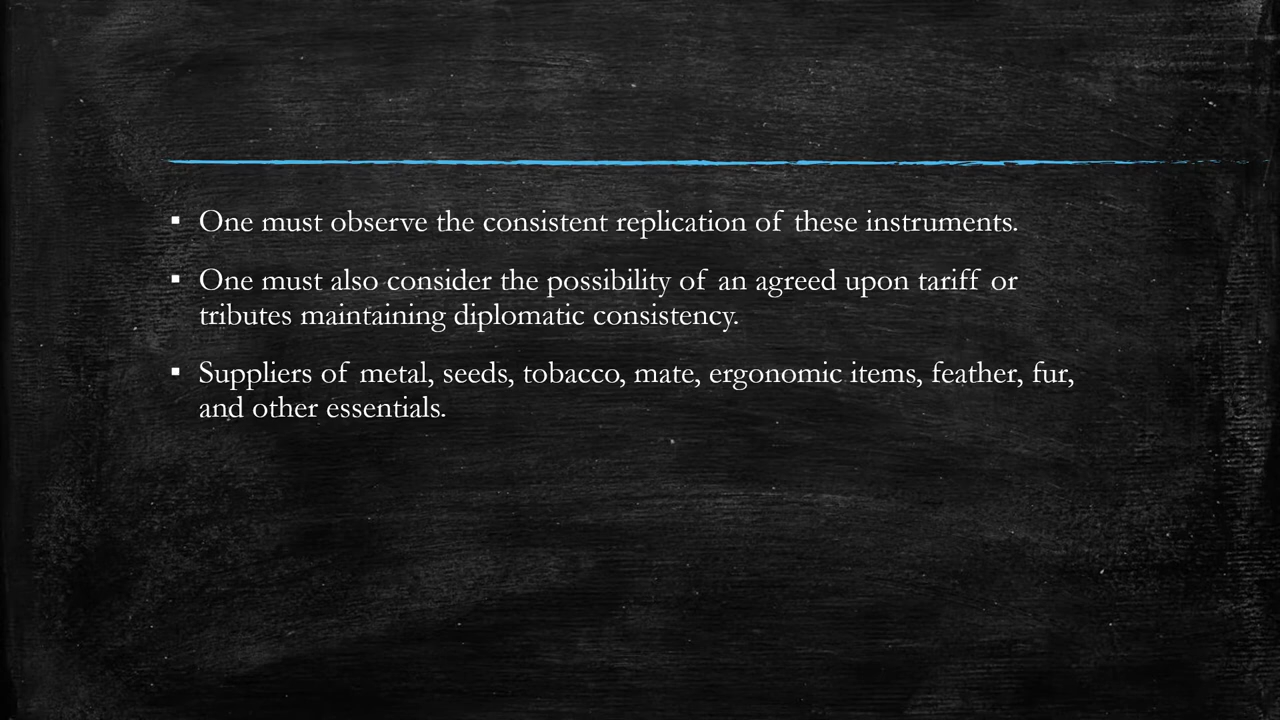 ▪ One must observe the consistent replication of these instruments.
▪ One must also consider the possibility of an agreed upon tariff or
tributes maintaining diplomatic consistency.
▪ Suppliers of metal, seeds, tobacco, mate, ergonomic items, feather, fur,
and other essentials.